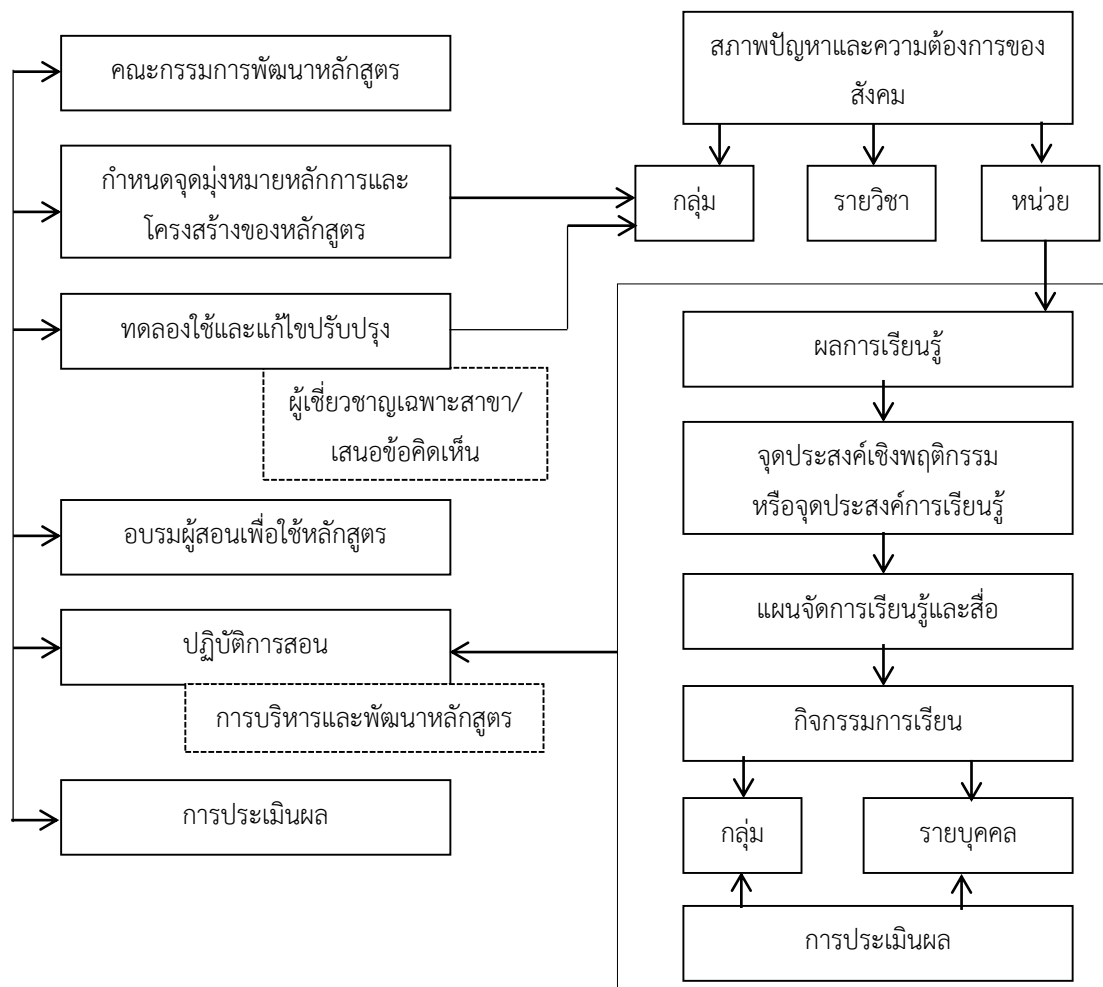 คณะกรรมการพัฒนาหลักสูตร
กำหนดจุดมุ่งหมายหลักการและ
โครงสร้างของหลักสูตร
ทดลองใช้และแก้ไขปรับปรุง
ผู้เชี่ยวชาญเฉพาะสาขา/
เสนอข้อคิดเห็น
อบรมผู้สอนเพื่อใช้หลักสูตร
ปฏิบัติการสอน
การบริหารและพัฒนาหลักสูตร
การประเมินผล
สภาพปัญหาและความต้องการของ
สังคม
กลุ่ม
รายวิชา
หน่วย
ผลการเรียนรู้
จุดประสงค์เชิงพฤติกรรม
หรือจุดประสงค์การเรียนรู้
แผนจัดการเรียนรู้และสื่อ
กิจกรรมการเรียน
กลุ่ม
รายบุคคล
การประเมินผล